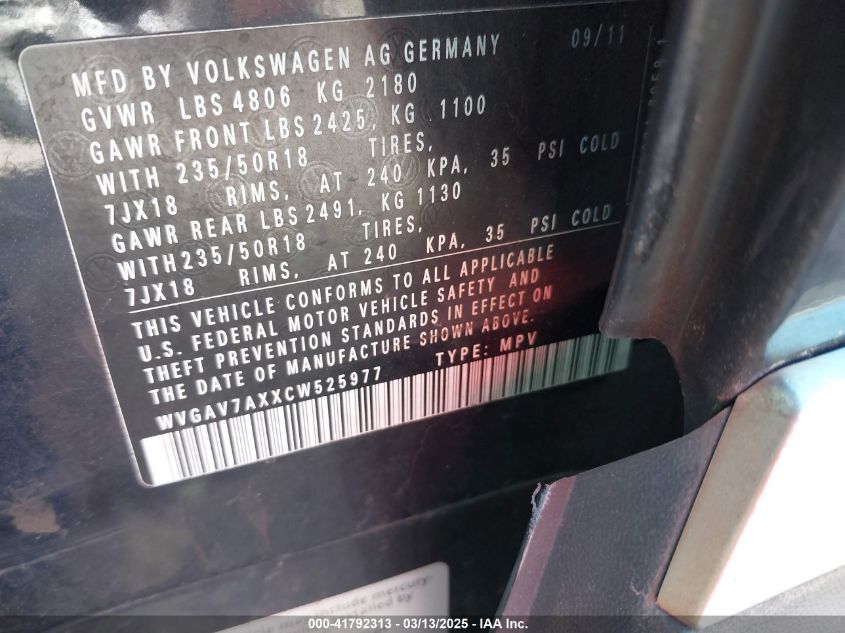 MFD BY VOLKSWAGEN AG GERMANY 09/11
GVWR LBS 4806 KG 2180
GAWR FRONT LBS 2425, KG 1100
WITH 235/50R18 TIRES,
7JX18 RIMS, AT 240 KPA, 35 PSI COLD
GAWR REAR LBS 2491, KG 1130
WITH 235/50R18 TIRES,
7JX18 RIMS, AT 240 KPA, 35 PSI COLD
THIS VEHICLE CONFORMS TO ALL APPLICABLE
U.S. FEDERAL MOTOR VEHICLE SAFETY AND
THEFT PREVENTION STANDARDS IN EFFECT ON
THE DATE OF MANUFACTURE SHOWN ABOVE.
WVGAV7AXXCW525977 TYPE: MPV
include mercury-
000-41792313 - 03/13/2025 - IAA Inc.